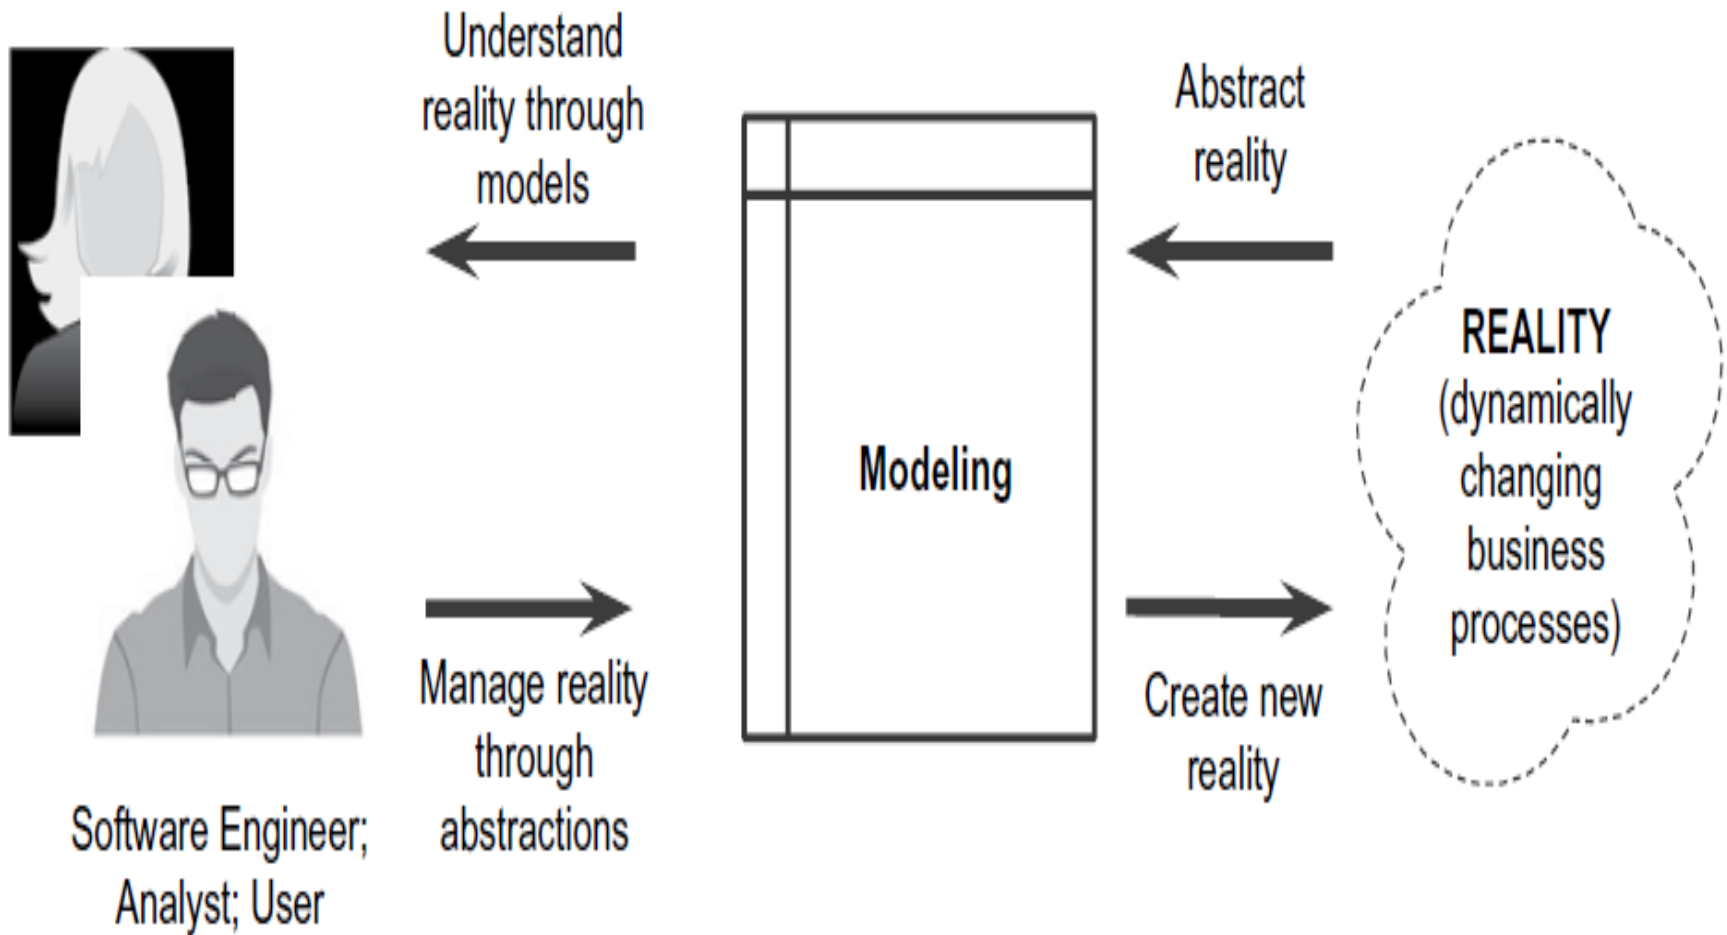 Understand
reality through
models
Abstract
reality
Modeling
REALITY
(dynamically
changing
business
processes)
Manage reality
through
abstractions
Create new
reality
Software Engineer;
Analyst; User